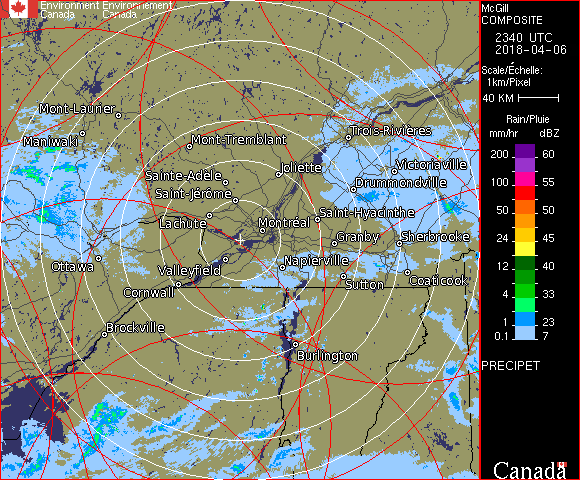 Environment Environnement
Canada Canada
McGill
COMPOSITE
2340 UTC
2018-04-06
Scale/Échelle:
1km/Pixel
40 KM
Rain/Pluie
mm/hr dBZ
200 60
150 57
100 55
50 50
24 45
12 40
4 33
1 23
0.1 7
PRECIPET
Canada
Mont-Laurier
Maniwaki
Mont-Tremblant
Trois-Rivières
Joliette
Victoriaville
Sainte-Adèle
Drummondville
Saint-Jérôme
Saint-Hyacinthe
Lachute
Montréal
Granby
Sherbrooke
Ottawa
Valleyfield
Napierville
Cornwall
Sutton
Coaticook
Brockville
Burlington